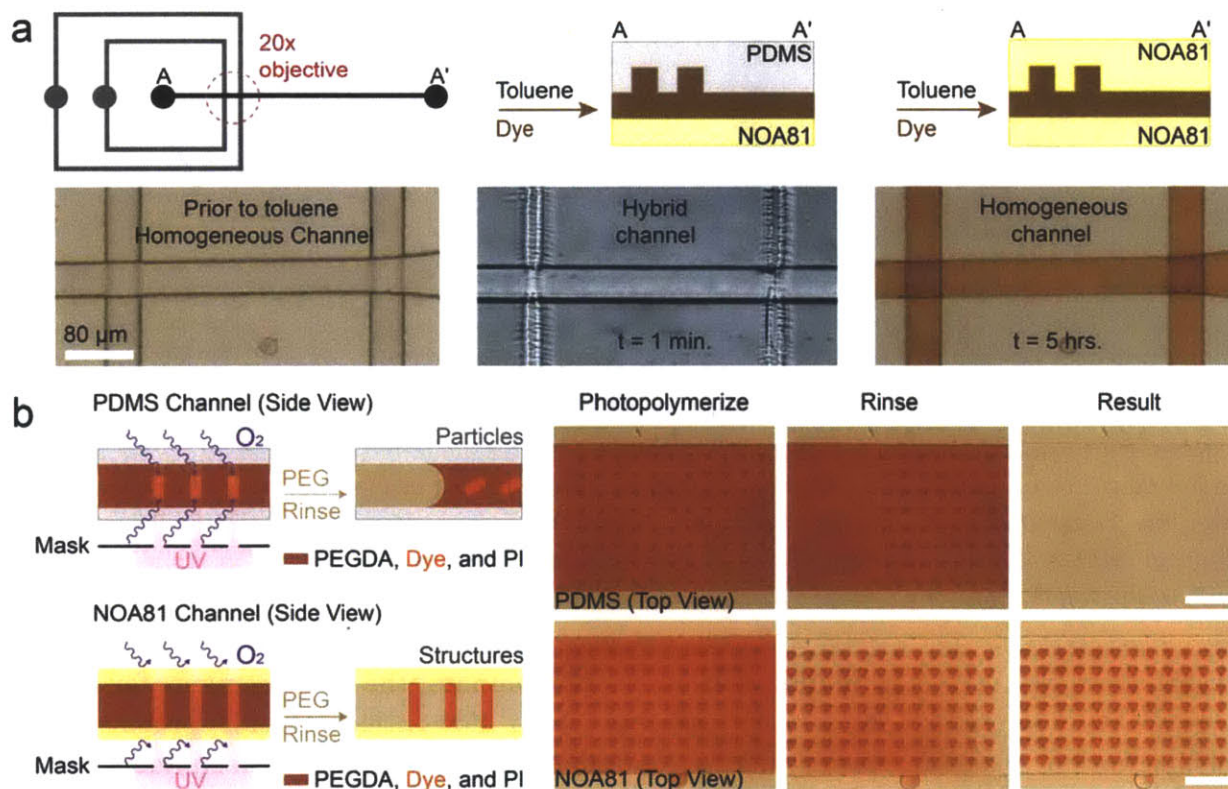 a
A
20x
objective
A'
Toluene
Dye
A
A'
PDMS
NOA81
Toluene
Dye
A
A'
NOA81
NOA81
Prior to toluene
Homogeneous Channel
80 µm
Hybrid
channel
t = 1 min.
Homogeneous
channel
t = 5 hrs.
b
PDMS Channel (Side View)
O2
Particles
PEG
Rinse
Mask
UV
PEGDA, Dye, and PI
NOA81 Channel (Side View)
O2
Structures
PEG
Rinse
Mask
UV
PEGDA, Dye, and PI
Photopolymerize
Rinse
Result
PDMS (Top View)
NOA81 (Top View)